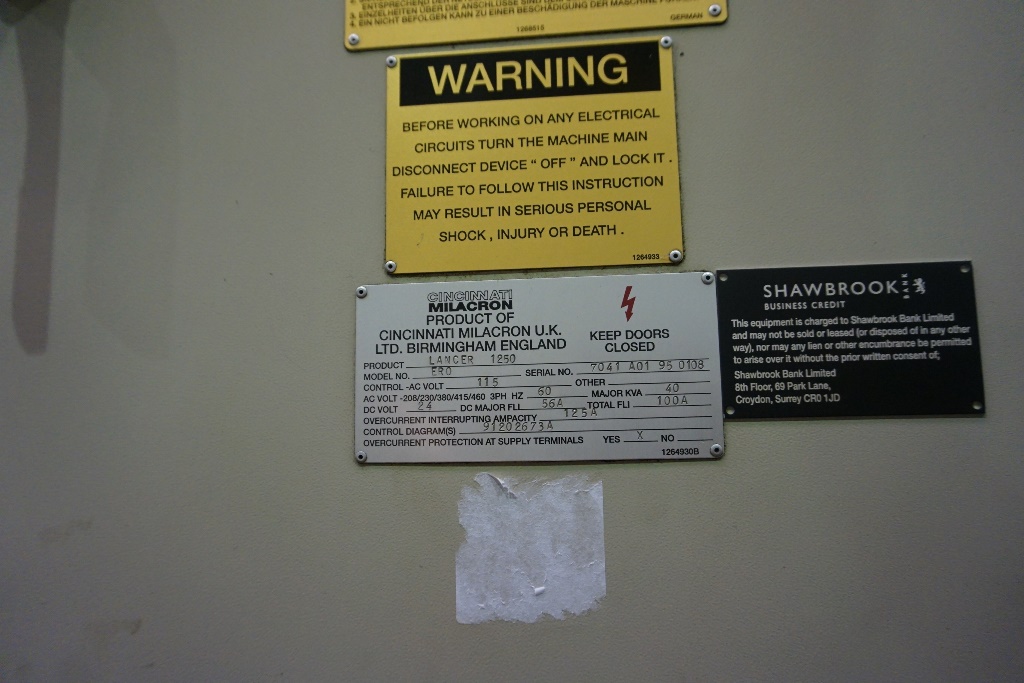 ENTSPRECHEND DER
3. EINZELHEITEN ÜBER DIE ANSCHLÜSSE SIND
4. EIN NICHT BEFOLGEN KANN ZU EINER BESCHÄDIGUNG DER MASCHINE
GERMAN
1268515
WARNING
BEFORE WORKING ON ANY ELECTRICAL
CIRCUITS TURN THE MACHINE MAIN
DISCONNECT DEVICE “ OFF ” AND LOCK IT .
FAILURE TO FOLLOW THIS INSTRUCTION
MAY RESULT IN SERIOUS PERSONAL
SHOCK , INJURY OR DEATH .
1264933
CINCINNATI
MILACRON
PRODUCT OF
CINCINNATI MILACRON U.K.
LTD. BIRMINGHAM ENGLAND
KEEP DOORS
CLOSED
PRODUCT LANCER 1250
MODEL NO. ERO SERIAL NO. 7041 A01 95 0108
CONTROL -AC VOLT 115 OTHER
AC VOLT -208/230/380/415/460 3PH HZ 60 MAJOR KVA 40
DC VOLT 24 DC MAJOR FLI 56A TOTAL FLI 100A
OVERCURRENT INTERRUPTING AMPACITY 125A
CONTROL DIAGRAM(S) 91202673A
OVERCURRENT PROTECTION AT SUPPLY TERMINALS YES X NO
1264930B
SHAWBROOK BANK
BUSINESS CREDIT
This equipment is charged to Shawbrook Bank Limited
and may not be sold or leased (or disposed of in any other
way), nor may any lien or other encumbrance be permitted
to arise over it without the prior written consent of;
Shawbrook Bank Limited
8th Floor, 69 Park Lane,
Croydon, Surrey CR0 1JD